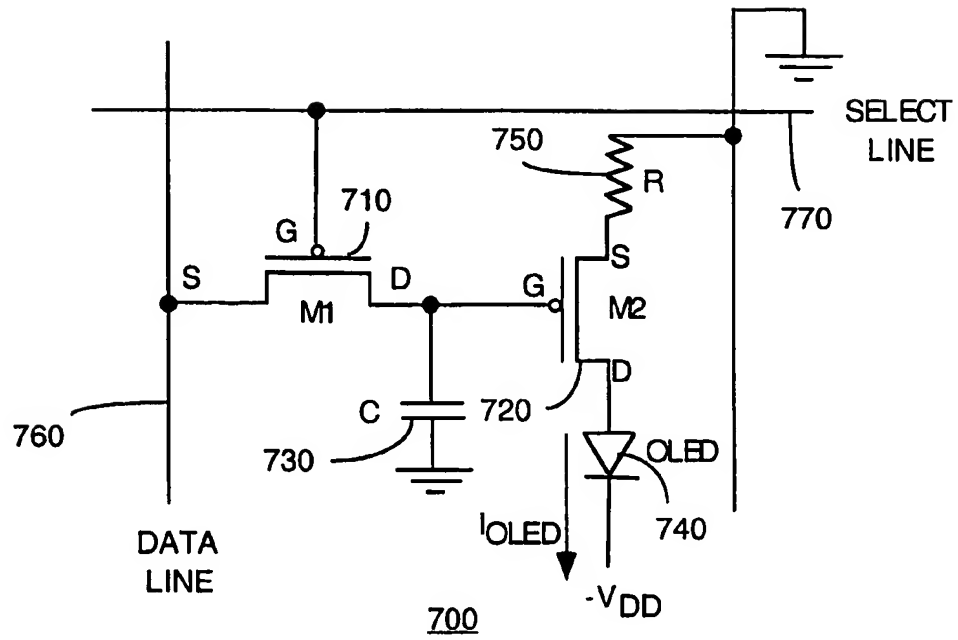 SELECT
LINE
750
R
770
710
G
S
D
M1
S
G
M2
D
720
C
730
760
OLED
740
IOLED
-VDD
DATA
LINE
700